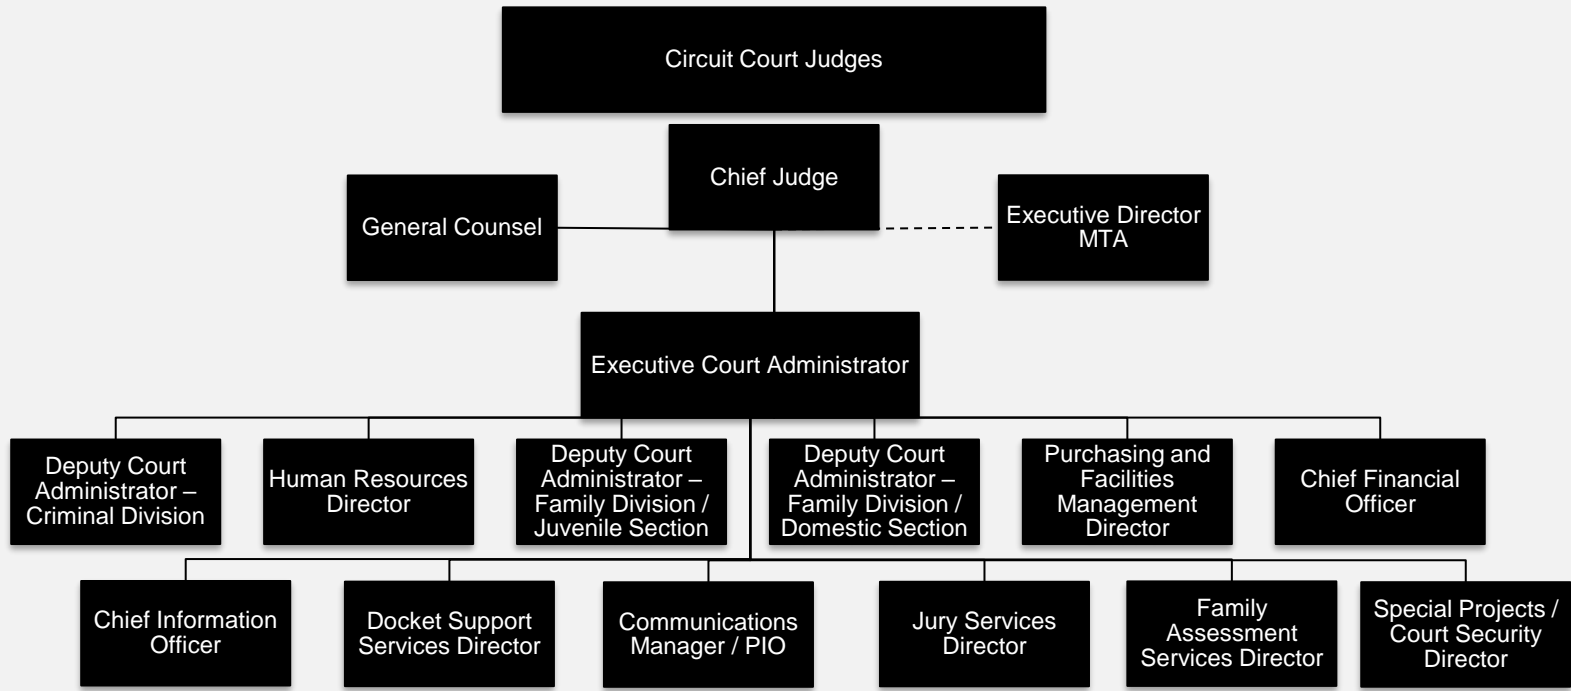 Circuit Court Judges
Chief Judge
General Counsel
Executive Director
MTA
Executive Court Administrator
Deputy Court
Administrator –
Criminal Division
Human Resources
Director
Deputy Court
Administrator –
Family Division /
Juvenile Section
Deputy Court
Administrator –
Family Division /
Domestic Section
Purchasing and
Facilities
Management
Director
Chief Financial
Officer
Chief Information
Officer
Docket Support
Services Director
Communications
Manager / PIO
Jury Services
Director
Family
Assessment
Services Director
Special Projects /
Court Security
Director